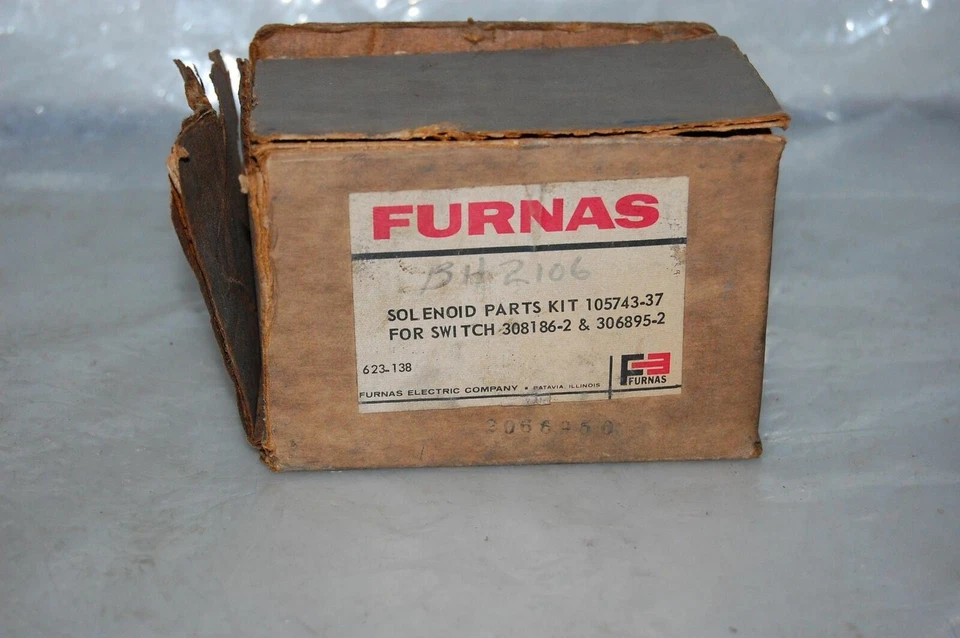 FURNAS
BH2106
SOLENOID PARTS KIT 105743-37
FOR SWITCH 308186-2 & 306895-2
623-138
FURNAS
FURNAS ELECTRIC COMPANY • BATAVIA, ILLINOIS